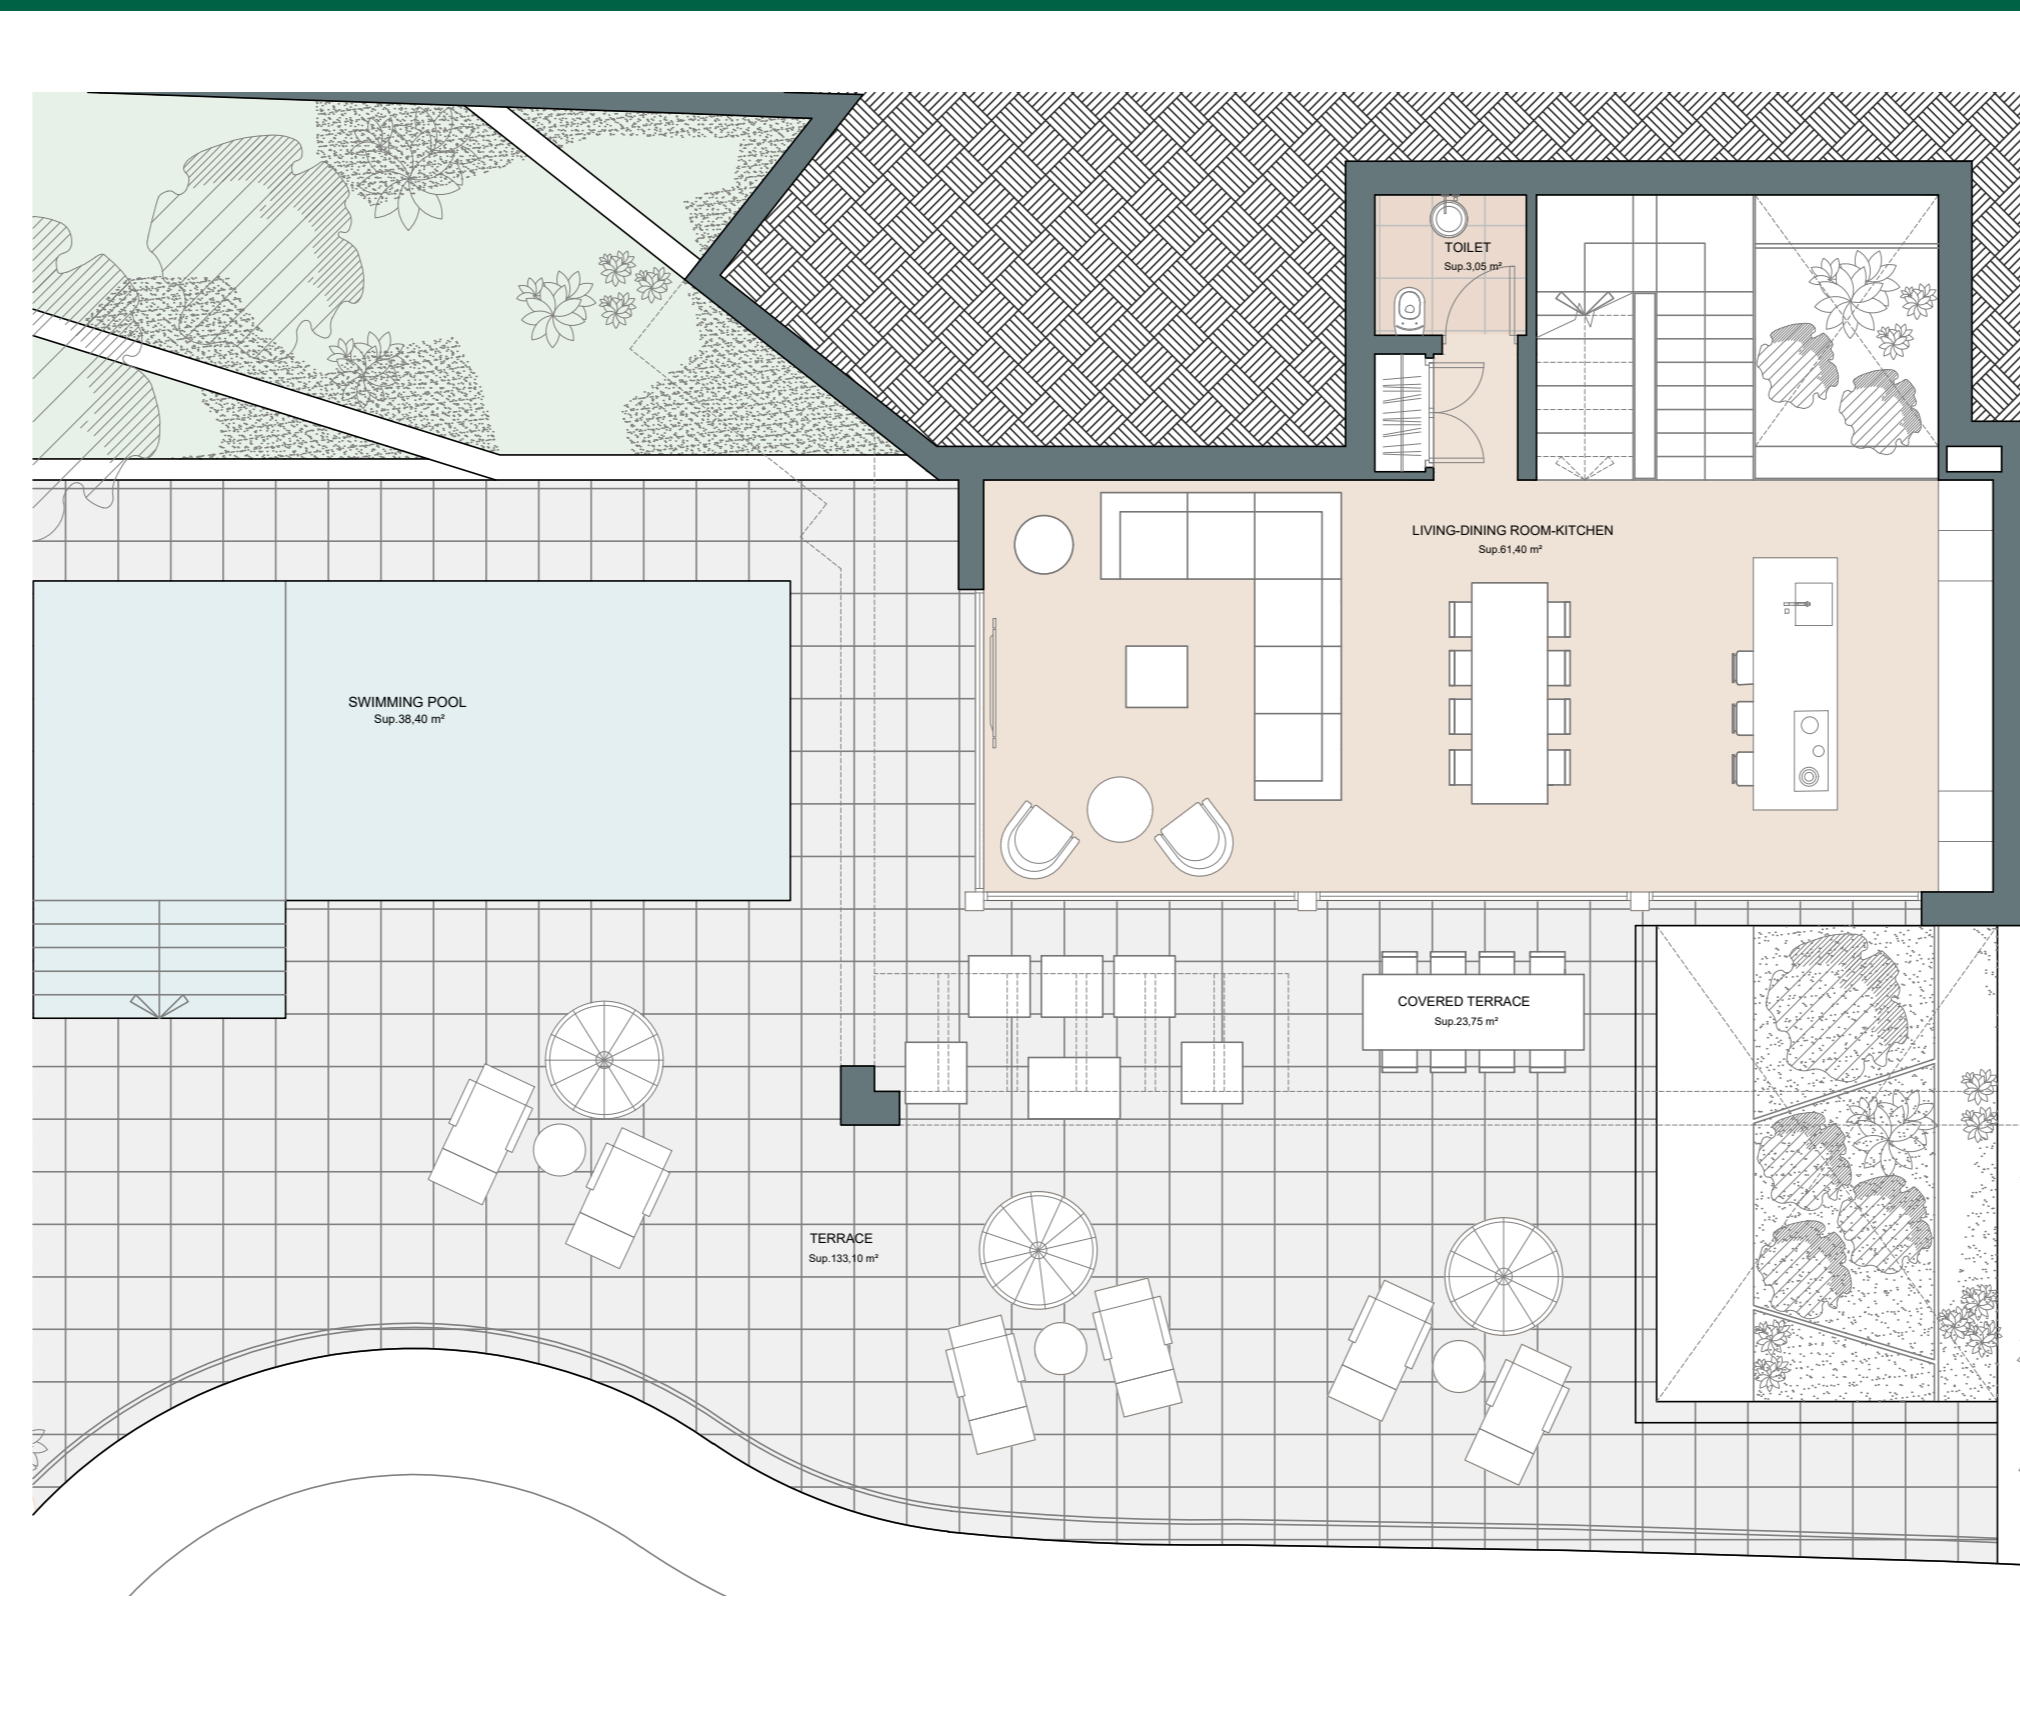 TOILET
Sup.3,05 m²
LIVING-DINING ROOM-KITCHEN
Sup.61,40 m²
SWIMMING POOL
Sup.38,40 m²
COVERED TERRACE
Sup.23,75 m²
TERRACE
Sup.133,10 m²